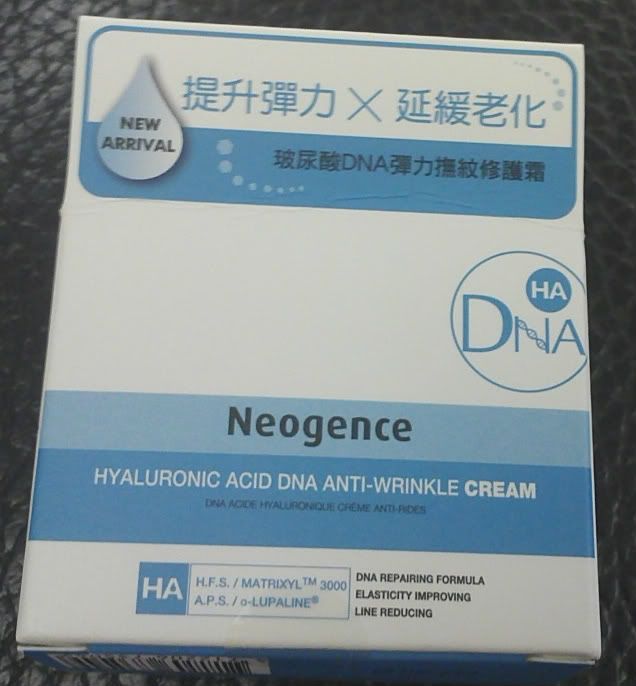 NEW
ARRIVAL
提升彈力 X 延緩老化
玻尿酸DNA彈力撫紋修護霜
HA
DNA
Neogence
HYALURONIC ACID DNA ANTI-WRINKLE CREAM
DNA ACIDE HYALURONIQUE CRÈME ANTI-RIDES
HA
H.F.S. / MATRIXYL™ 3000
A.P.S. / α-LUPALINE®
DNA REPAIRING FORMULA
ELASTICITY IMPROVING
LINE REDUCING